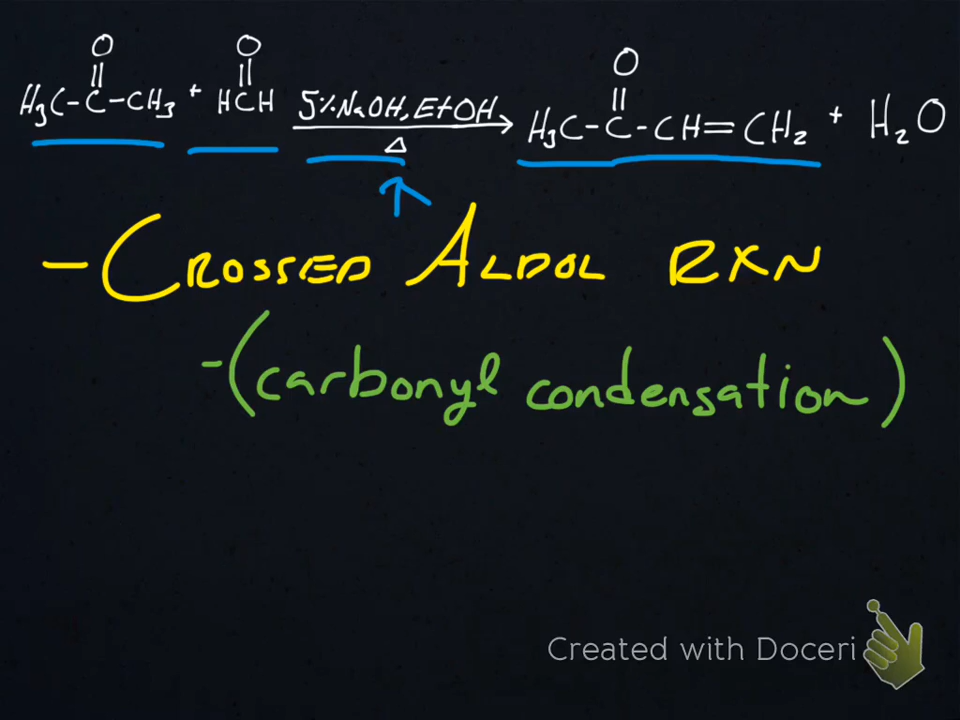 O O O
H₃C-C-CH₃ + HCH 5% NaOH, EtOH H₃C-C-CH=CH₂ + H₂O
Δ
- CROSSED ALDOL RXN
- (carbonyl condensation)
Created with Doceri